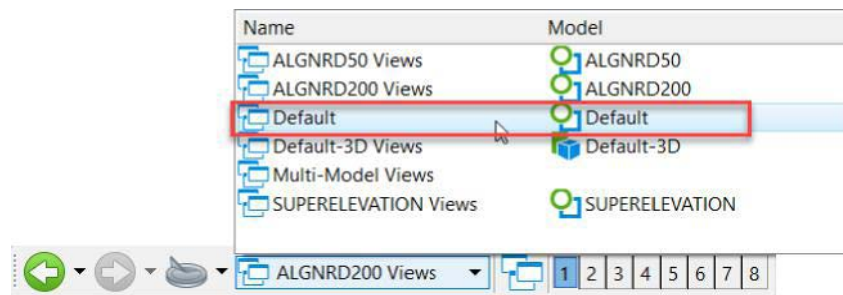 Name Model
ALGNRD50 Views ALGNRD50
ALGNRD200 Views ALGNRD200
Default Default
Default-3D Views Default-3D
Multi-Model Views
SUPERELEVATION Views SUPERELEVATION
ALGNRD200 Views 1 2 3 4 5 6 7 8